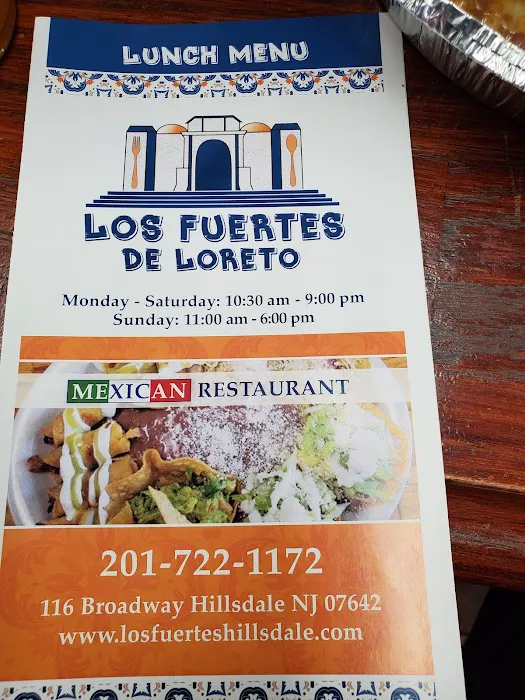 LUNCH MENU
LOS FUERTES
DE LORETO
Monday - Saturday: 10:30 am - 9:00 pm
Sunday: 11:00 am - 6:00 pm
MEXICAN RESTAURANT
201-722-1172
116 Broadway Hillsdale NJ 07642
www.losfuerteshillsdale.com